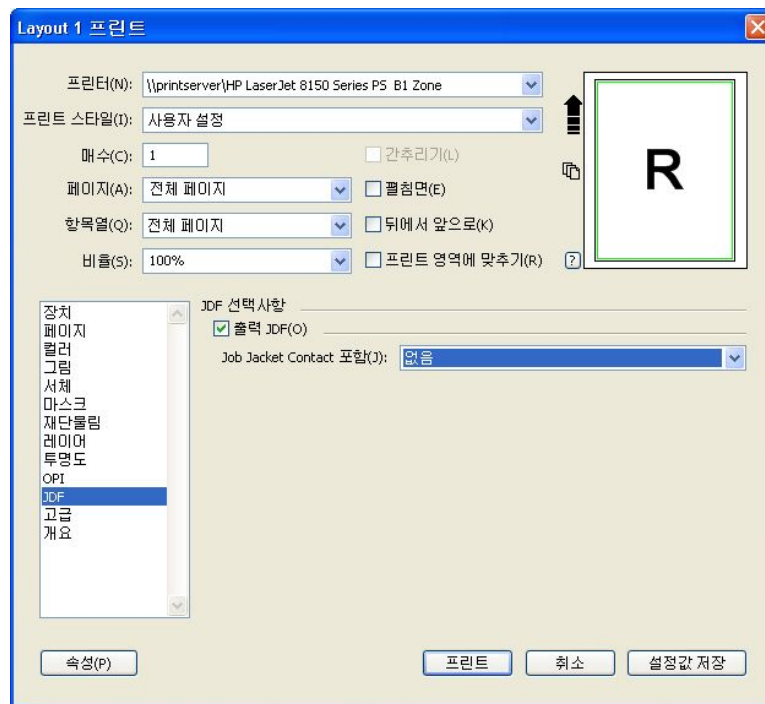 Layout 1 프린트
프린터(N): \\printserver\HP LaserJet 8150 Series PS B1 Zone
프린트 스타일(I): 사용자 설정
매수(C): 1 간추리기(L)
페이지(A): 전체 페이지 펼침면(E)
항목열(Q): 전체 페이지 뒤에서 앞으로(K)
비율(S): 100% 프린트 영역에 맞추기(R) ?
R
JDF 선택사항
출력 JDF(O)
Job Jacket Contact 포함(J): 없음
장치
페이지
컬러
그림
서체
마스크
재단물림
레이어
투명도
OPI
JDF
고급
개요
속성(P) 프린트 취소 설정값 저장